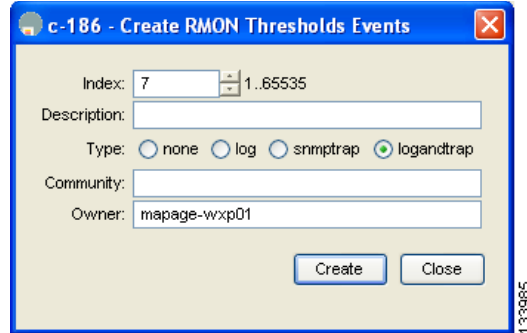 c-186 - Create RMON Thresholds Events
Index: 7 1..65535
Description:
Type: none log snmptrap logandtrap
Community:
Owner: mapage-wxp01
Create Close
133985